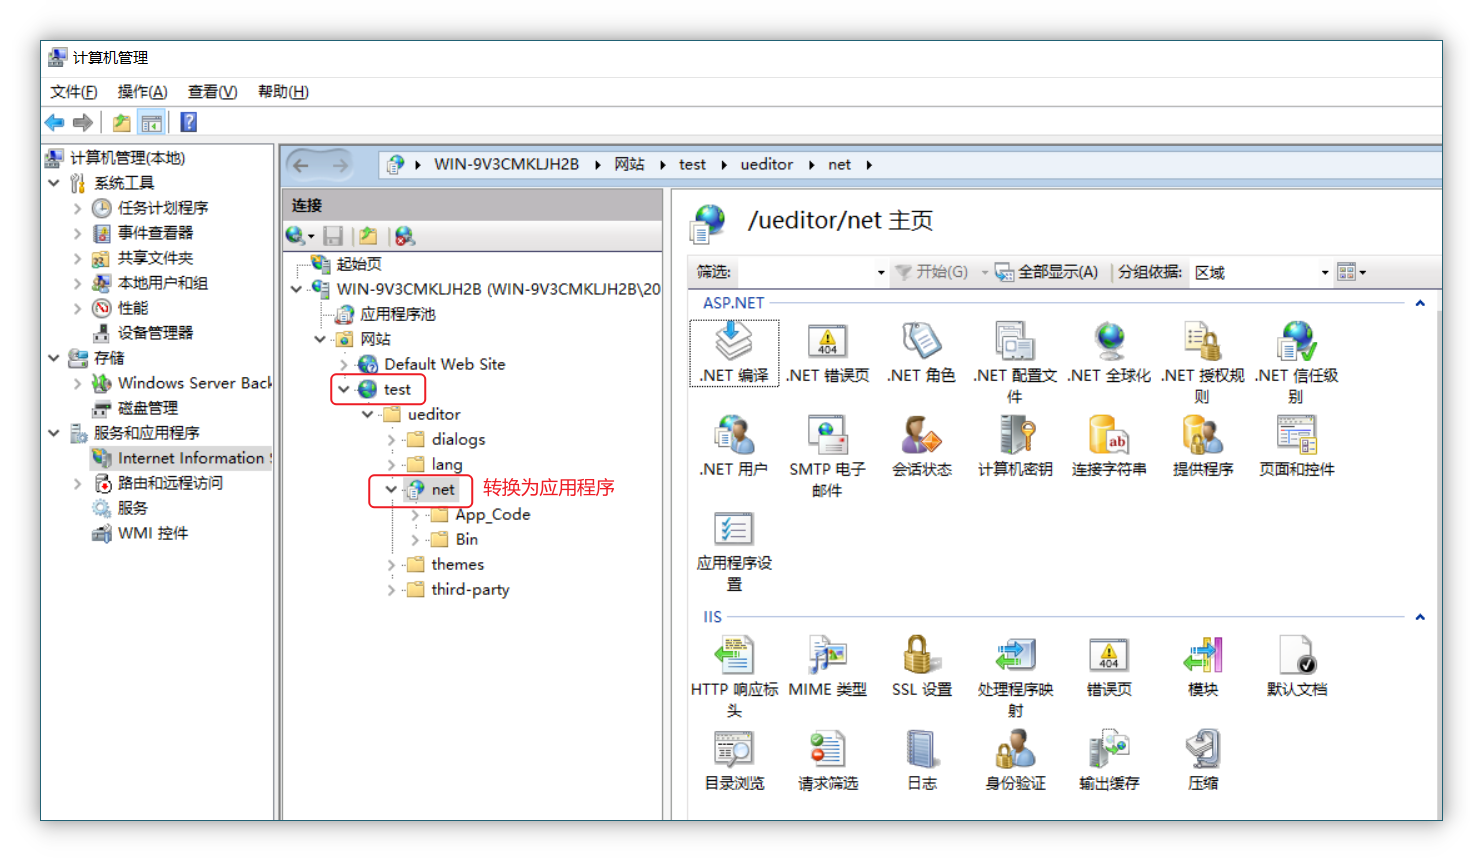 计算机管理
文件(F) 操作(A) 查看(V) 帮助(H)
计算机管理(本地)
系统工具
任务计划程序
事件查看器
共享文件夹
本地用户和组
性能
设备管理器
存储
Windows Server Back
磁盘管理
服务和应用程序
Internet Information S
路由和远程访问
服务
WMI 控件
WIN-9V3CMKLJH2B 网站 test ueditor net
连接
起始页
WIN-9V3CMKLJH2B (WIN-9V3CMKLJH2B\20
应用程序池
网站
Default Web Site
test
ueditor
dialogs
lang
net 转换为应用程序
App_Code
Bin
themes
third-party
/ueditor/net 主页
筛选: 开始(G) 全部显示(A) 分组依据: 区域
ASP.NET
.NET 编译
404
.NET 错误页
.NET 角色
.NET 配置文
件
.NET 全球化
.NET 授权规
则
.NET 信任级
别
.NET 用户
SMTP 电子
邮件
会话状态
计算机密钥
ab
连接字符串
提供程序
页面和控件
应用程序设
置
IIS
HTTP 响应标
头
MIME 类型
SSL 设置
处理程序映
射
404
错误页
模块
默认文档
目录浏览
请求筛选
日志
身份验证
输出缓存
压缩